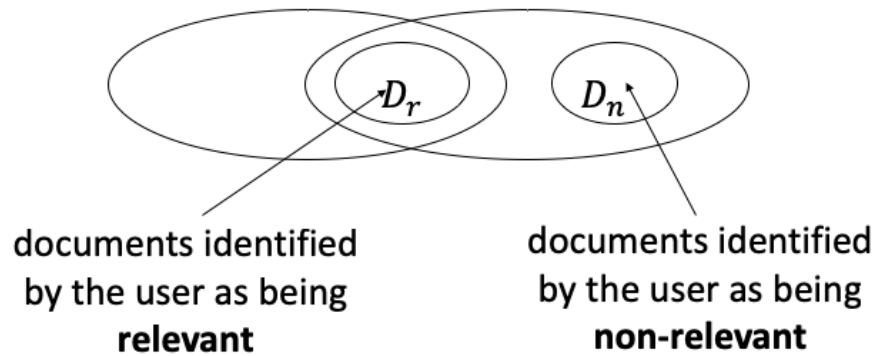 D_r D_n
documents identified
by the user as being
relevant
documents identified
by the user as being
non-relevant